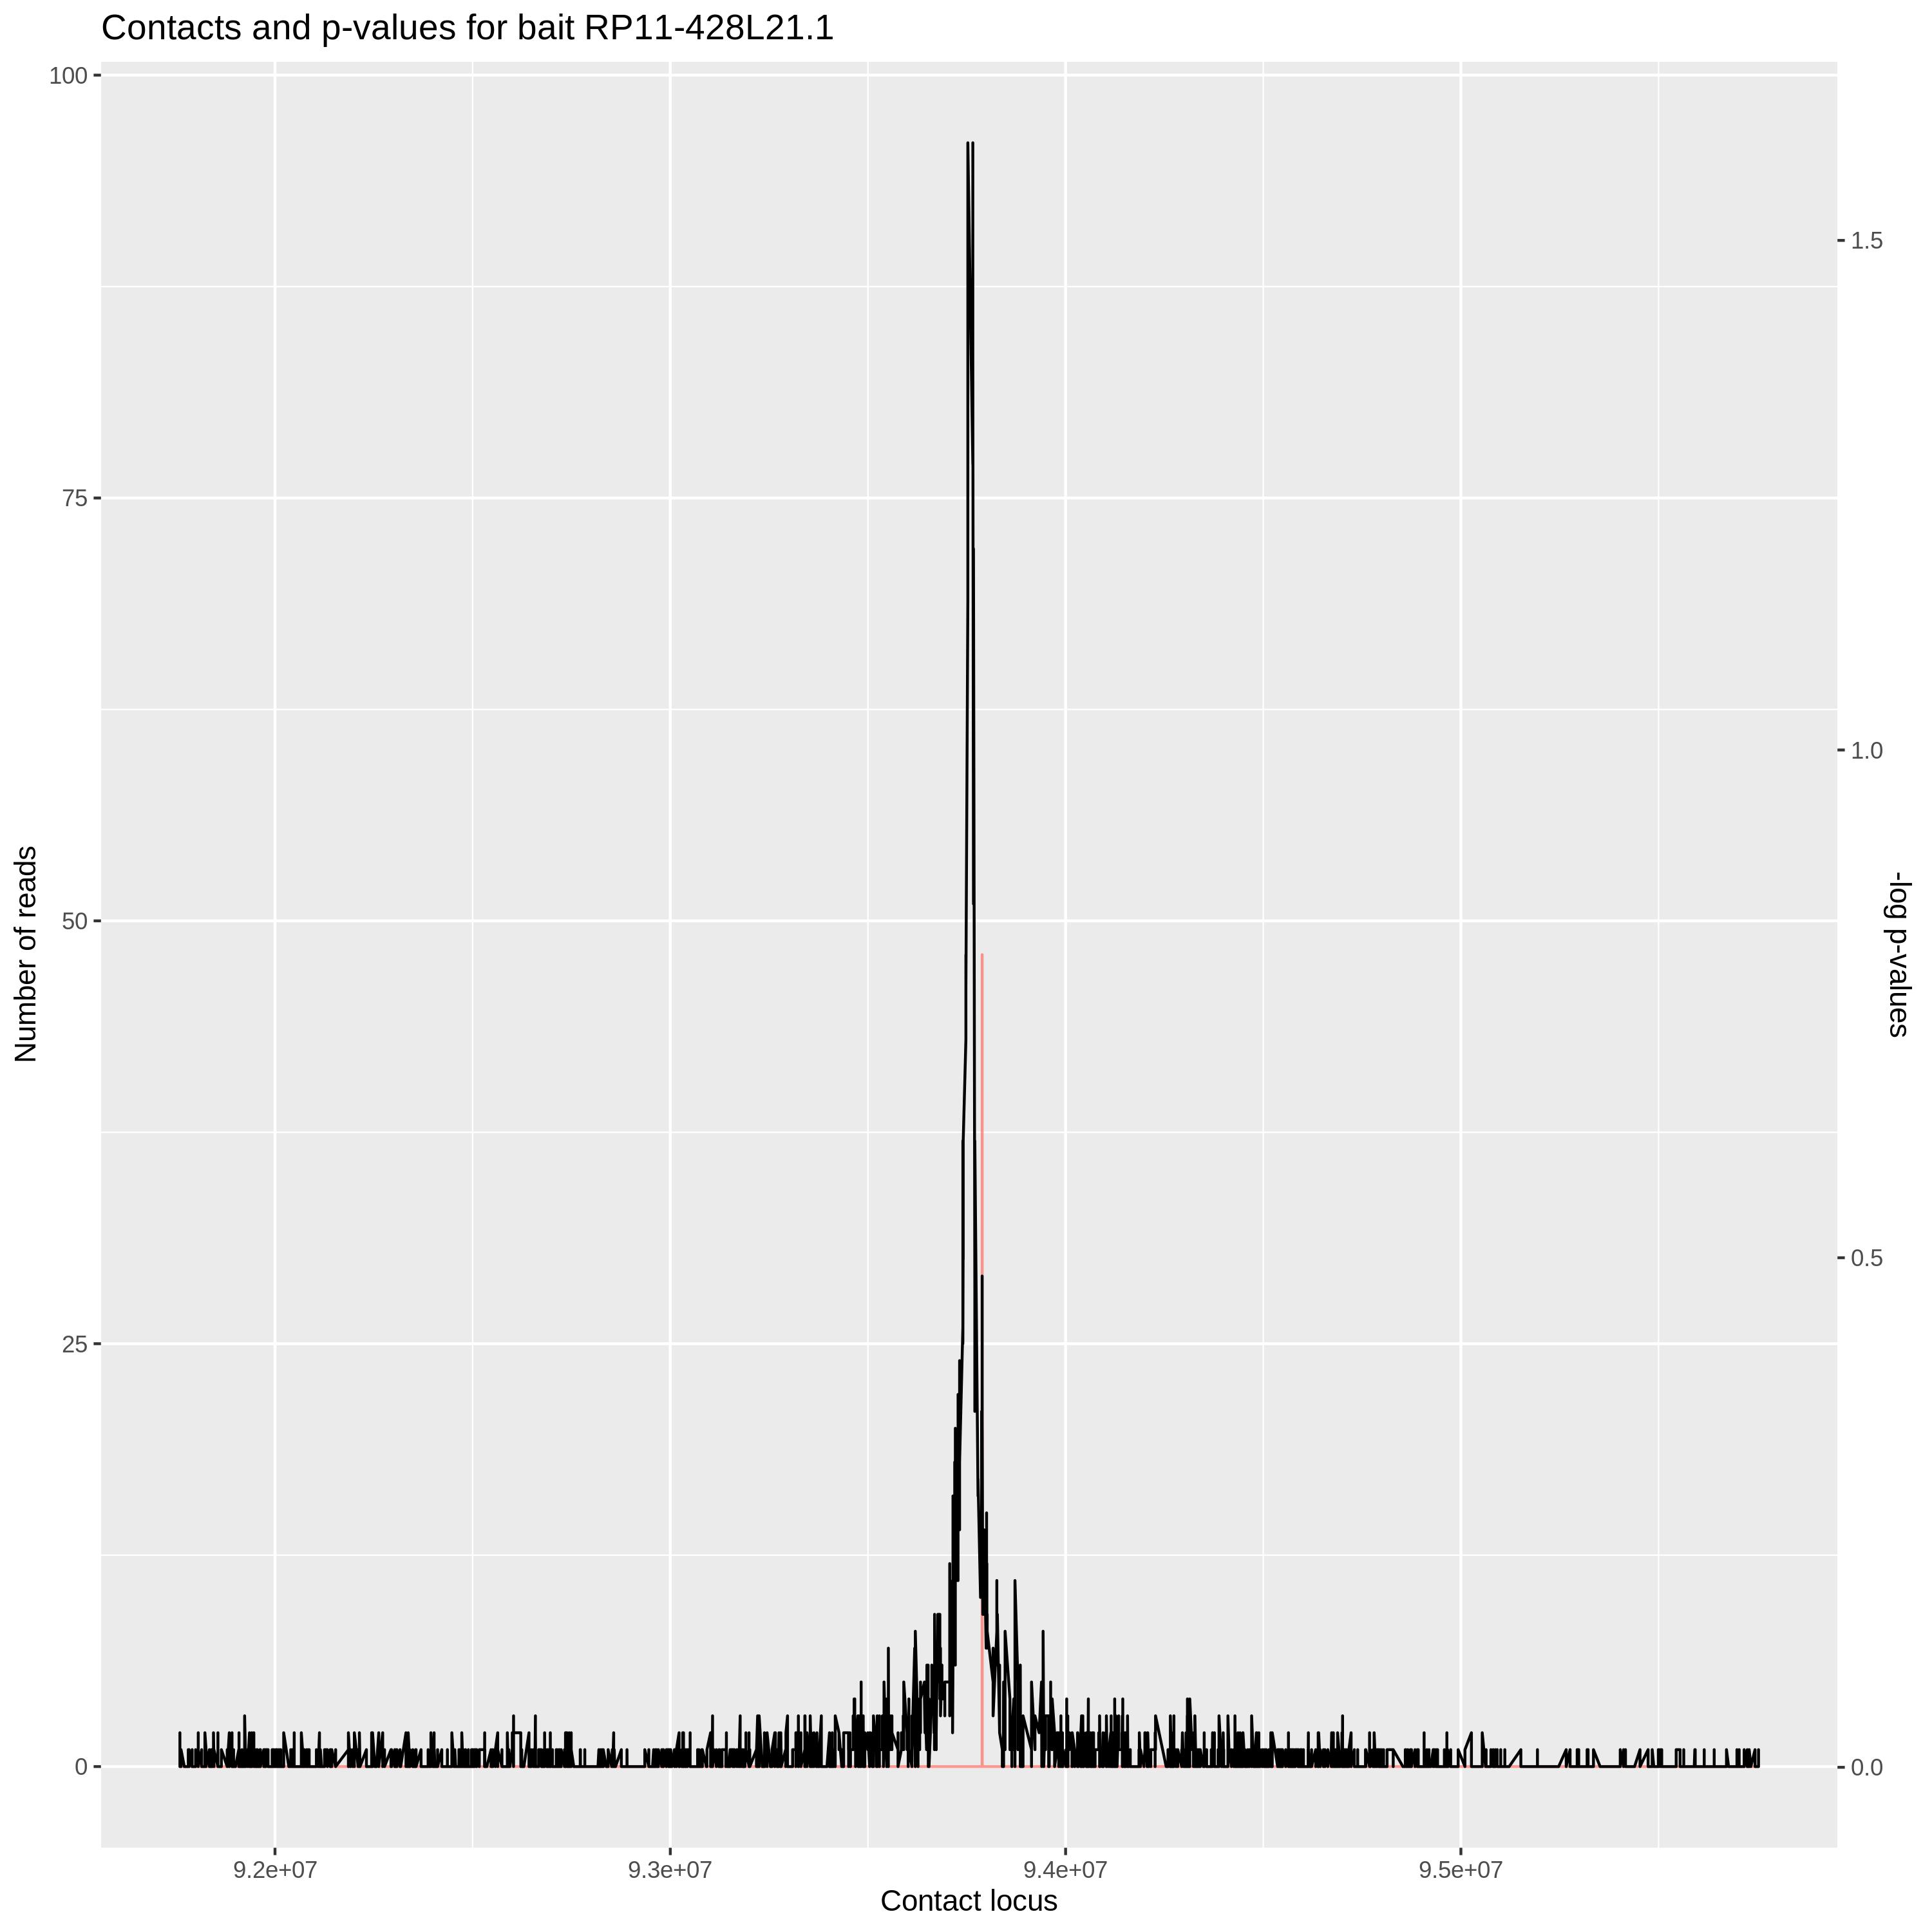 Contacts and p-values for bait RP11-428L21.1
100
75
50
25
0
Number of reads
1.5
1.0
0.5
0.0
-log p-values
9.2e+07
9.3e+07
9.4e+07
9.5e+07
Contact locus